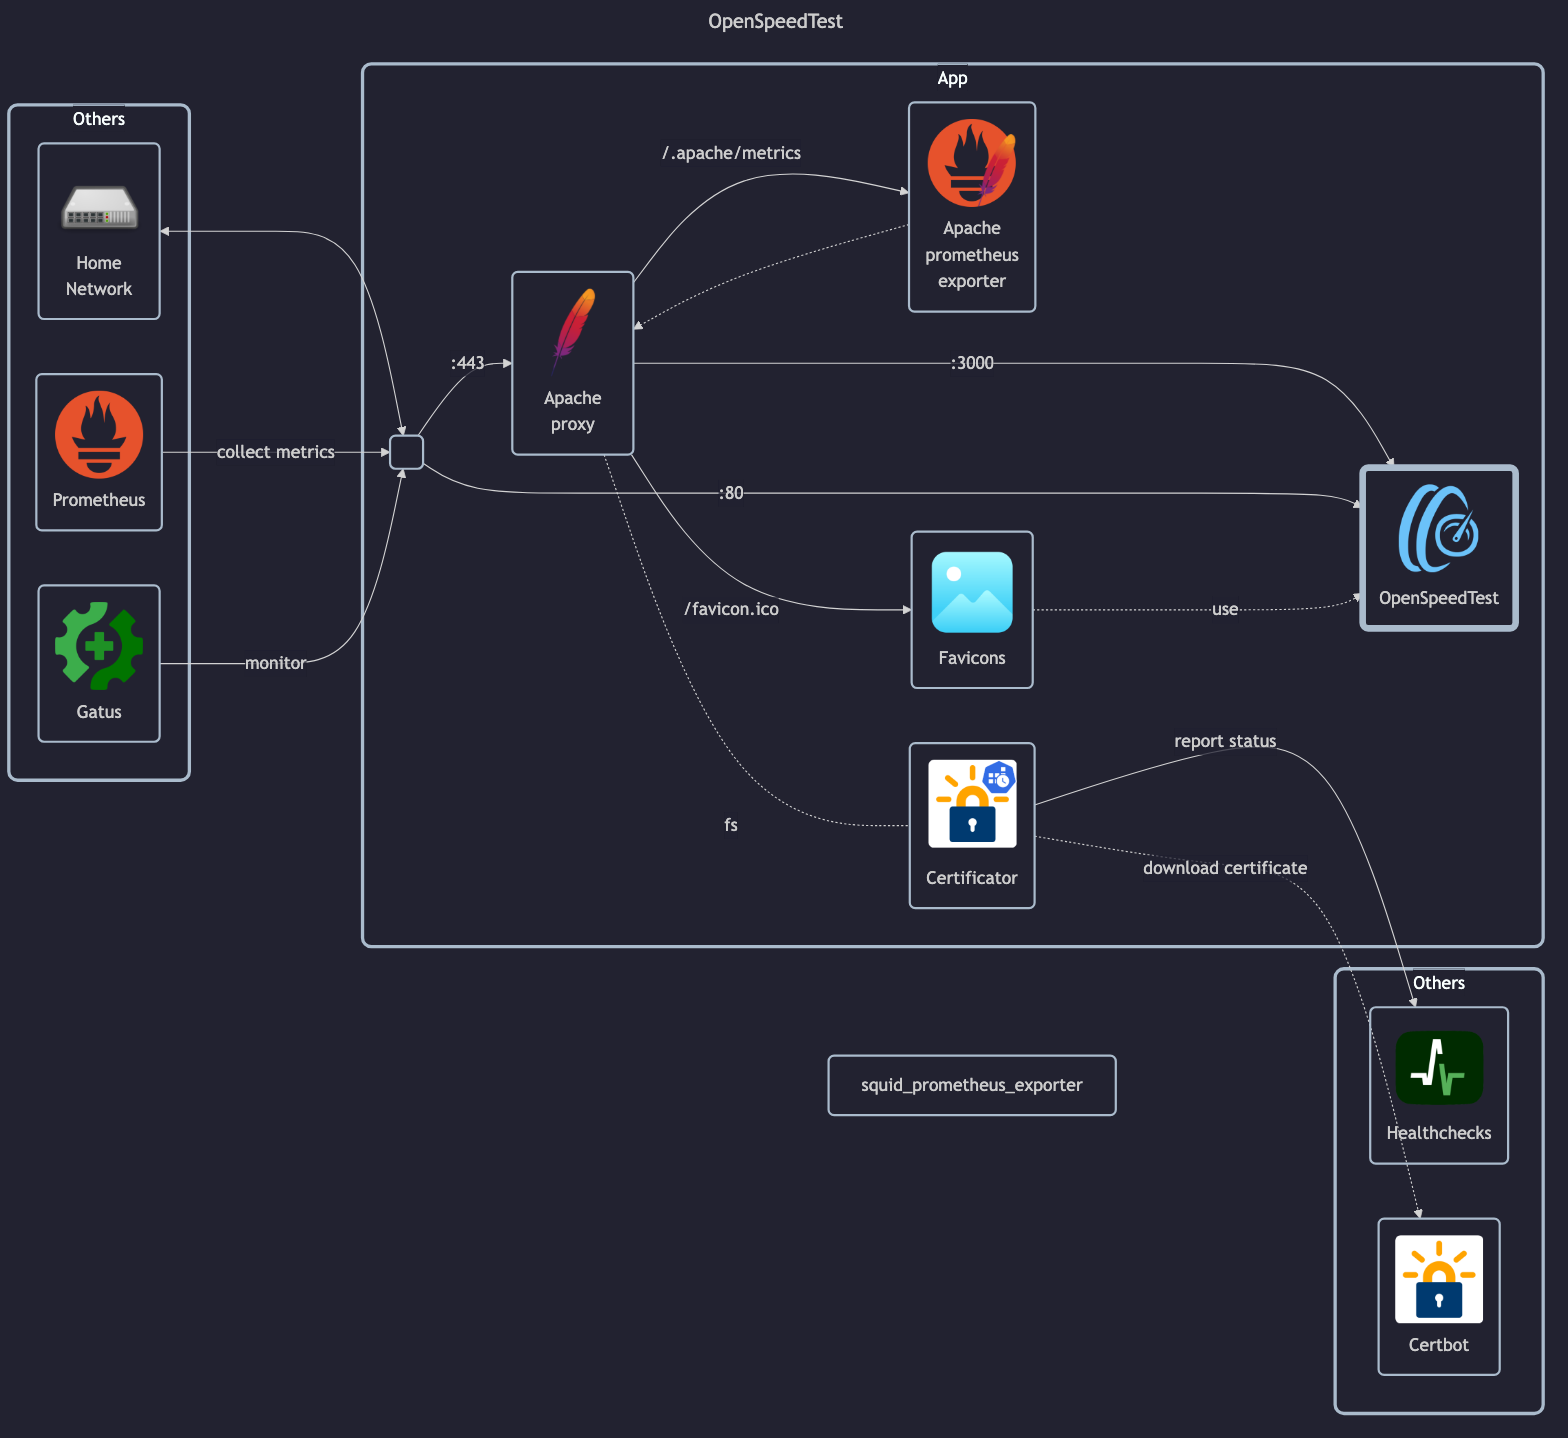 OpenSpeedTest
App
Others
Home
Network
Prometheus
Gatus
collect metrics
monitor
:443
Apache
proxy
/.apache/metrics
Apache
prometheus
exporter
:3000
:80
/favicon.ico
Favicons
use
OpenSpeedTest
fs
Certificator
report status
download certificate
Others
Healthchecks
Certbot
squid_prometheus_exporter